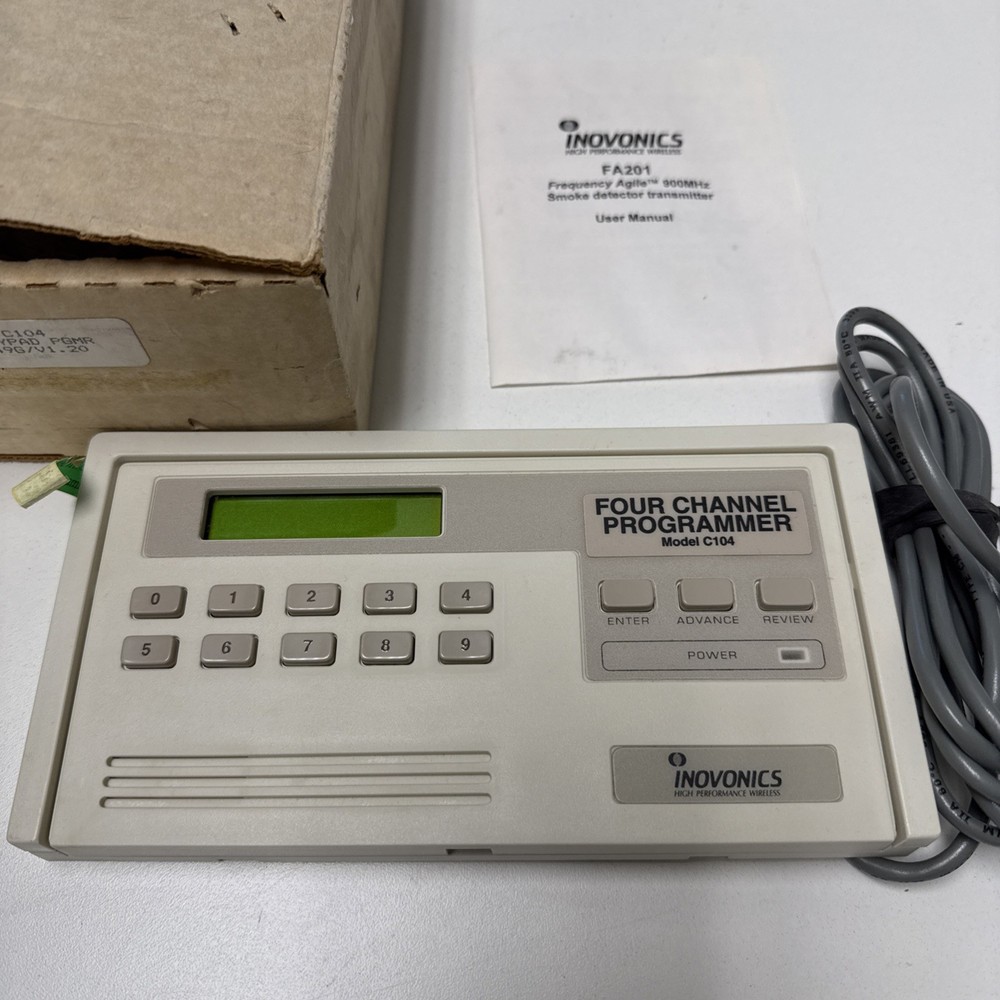 INOVONICS
HIGH PERFORMANCE WIRELESS
FA201
Frequency Agile™ 900MHz
Smoke detector transmitter
User Manual
C104
YPAD PGMR
9G/V1.20
FOUR CHANNEL
PROGRAMMER
Model C104
0 1 2 3 4
5 6 7 8 9
ENTER ADVANCE REVIEW
POWER
INOVONICS
HIGH PERFORMANCE WIRELESS